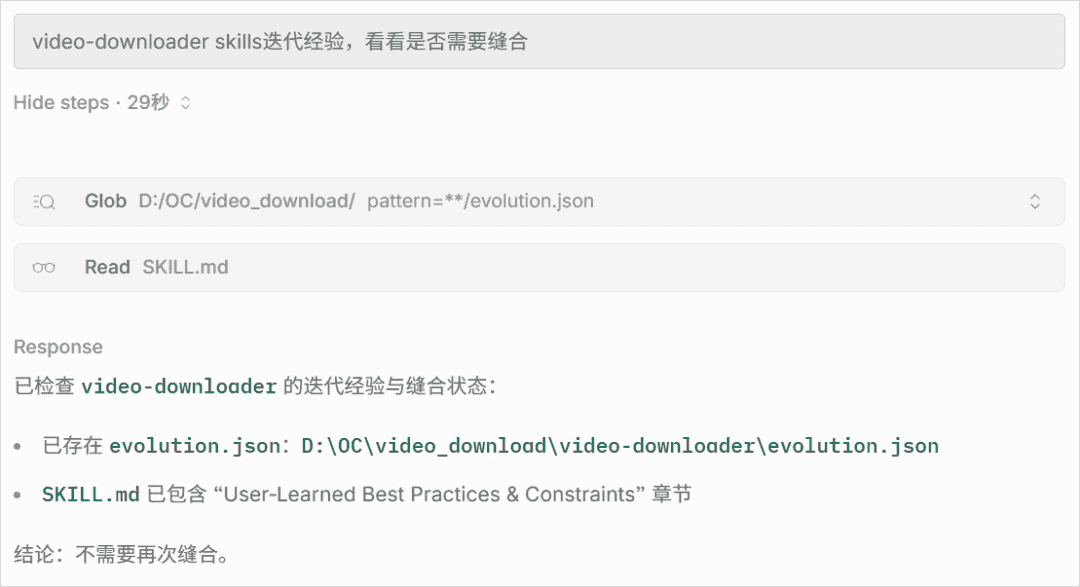 video-downloader skills迭代经验，看看是否需要缝合
Hide steps · 29秒
Glob D:/OC/video_download/ pattern=**/evolution.json
Read SKILL.md
Response
已检查 video-downloader 的迭代经验与缝合状态：
• 已存在 evolution.json：D:\OC\video_download\video-downloader\evolution.json
• SKILL.md 已包含 “User-Learned Best Practices & Constraints” 章节
结论：不需要再次缝合。